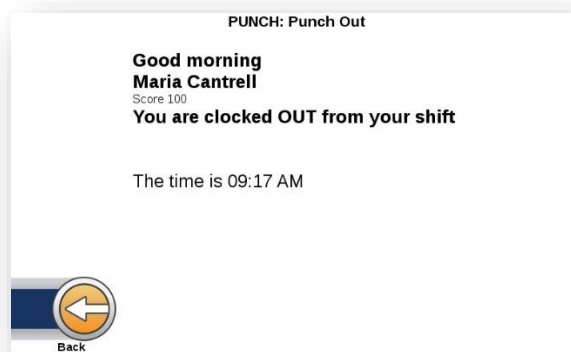 PUNCH: Punch Out
Good morning
Maria Cantrell
Score 100
You are clocked OUT from your shift
The time is 09:17 AM
Back